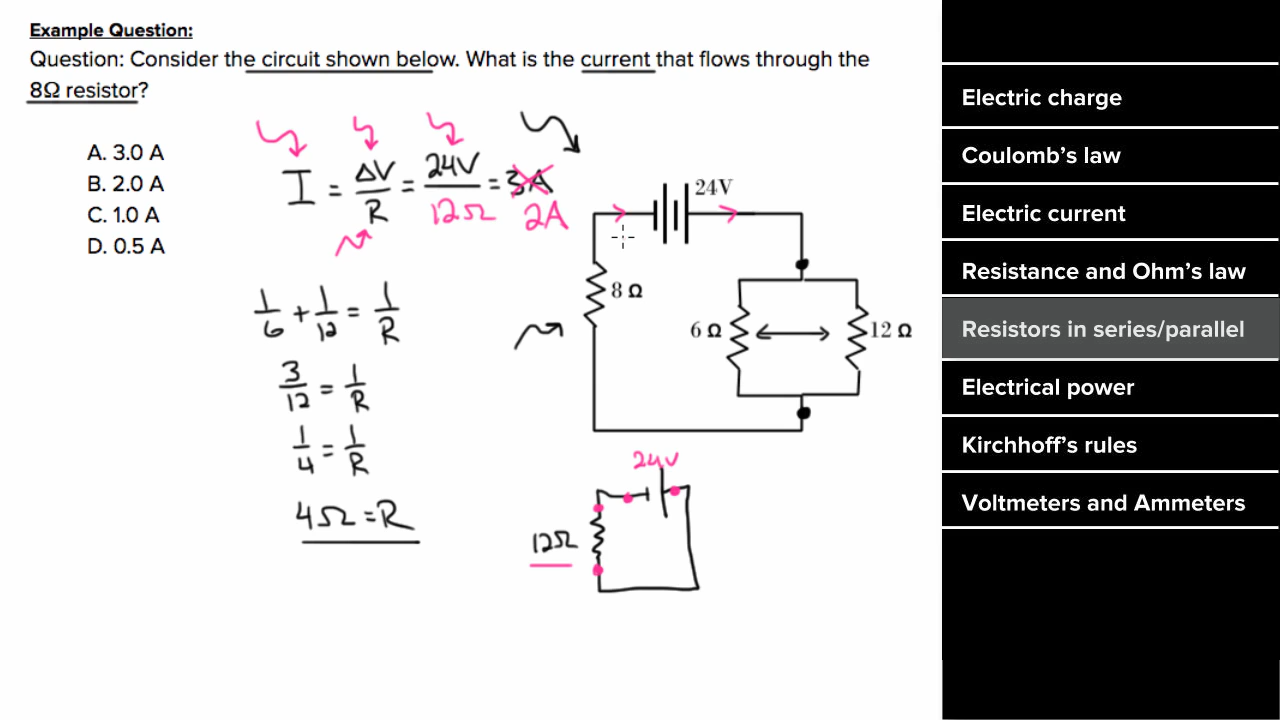 Example Question:
Question: Consider the circuit shown below. What is the current that flows through the
8Ω resistor?
A. 3.0 A
B. 2.0 A
C. 1.0 A
D. 0.5 A
I = ΔV/R = 24V/12Ω = 3A
2A
1/6 + 1/12 = 1/R
3/12 = 1/R
1/4 = 1/R
4Ω = R
24V
8 Ω
6 Ω
12 Ω
24V
12Ω
Electric charge
Coulomb's law
Electric current
Resistance and Ohm's law
Resistors in series/parallel
Electrical power
Kirchhoff's rules
Voltmeters and Ammeters